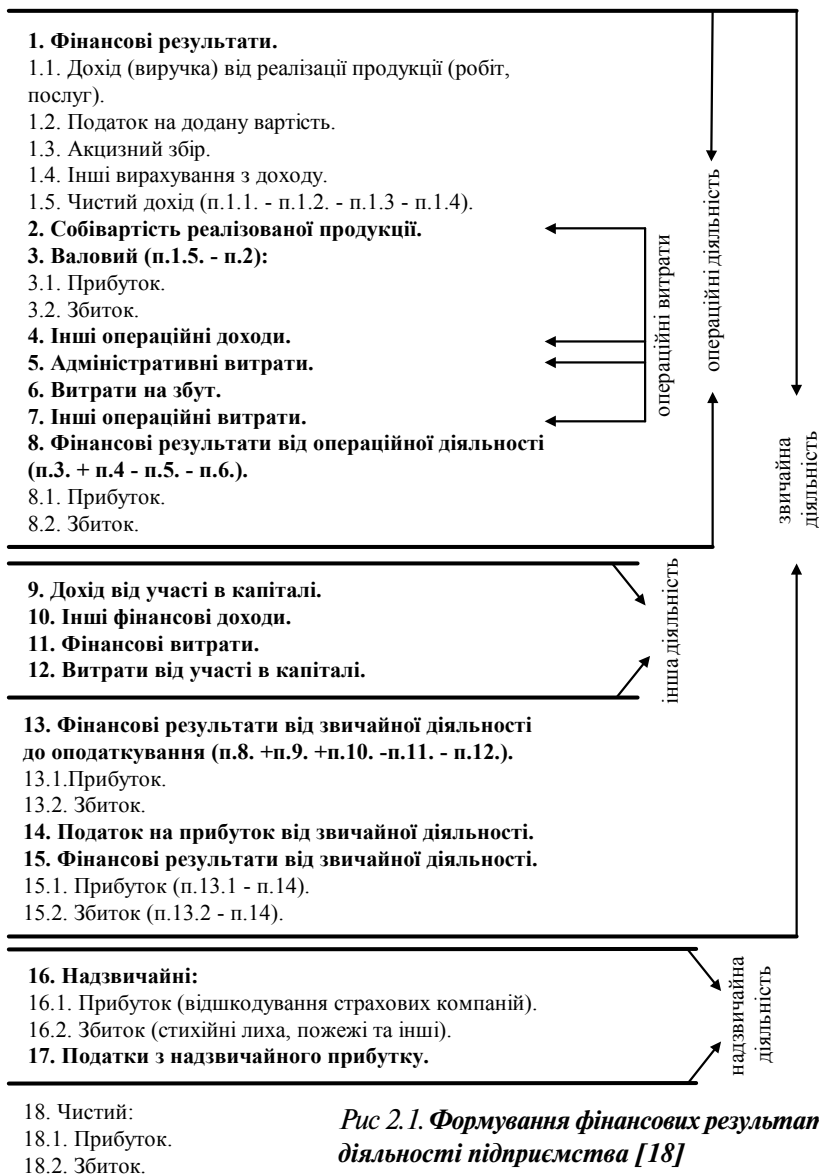 1. Фінансові результати.
1.1. Дохід (виручка) від реалізації продукції (робіт,
послуг).
1.2. Податок на додану вартість.
1.3. Акцизний збір.
1.4. Інші вирахування з доходу.
1.5. Чистий дохід (п.1.1. - п.1.2. - п.1.3 - п.1.4).
2. Собівартість реалізованої продукції.
3. Валовий (п.1.5. - п.2):
3.1. Прибуток.
3.2. Збиток.
4. Інші операційні доходи.
5. Адміністративні витрати.
6. Витрати на збут.
7. Інші операційні витрати.
8. Фінансові результати від операційної діяльності
(п.3. + п.4 - п.5. - п.6.).
8.1. Прибуток.
8.2. Збиток.
операційні витрати
операційні діяльність
звичайна
діяльність
9. Дохід від участі в капіталі.
10. Інші фінансові доходи.
11. Фінансові витрати.
12. Витрати від участі в капіталі.
інша діяльність
13. Фінансові результати від звичайної діяльності
до оподаткування (п.8. +п.9. +п.10. -п.11. - п.12.).
13.1.Прибуток.
13.2. Збиток.
14. Податок на прибуток від звичайної діяльності.
15. Фінансові результати від звичайної діяльності.
15.1. Прибуток (п.13.1 - п.14).
15.2. Збиток (п.13.2 - п.14).
16. Надзвичайні:
16.1. Прибуток (відшкодування страхових компаній).
16.2. Збиток (стихійні лиха, пожежі та інші).
17. Податки з надзвичайного прибутку.
надзвичайна
діяльність
18. Чистий:
18.1. Прибуток.
18.2. Збиток.
Рис 2.1. Формування фінансових результат
діяльності підприємства [18]